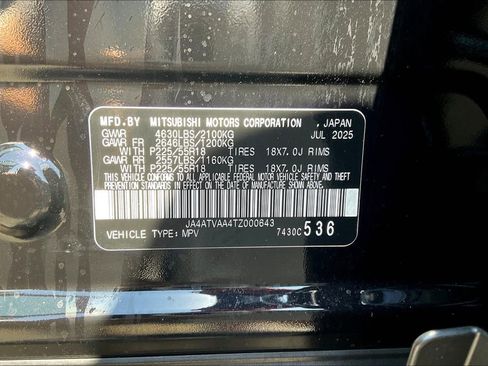 MFD.BY MITSUBISHI MOTORS CORPORATION , JAPAN
GVWR 4630LBS/2100KG JUL 2025
GAWR FR 2646LBS/1200KG
WITH P225/55R18 TIRES 18X7.0J RIMS
GAWR RR 2557LBS/1160KG
WITH P225/55R18 TIRES 18X7.0J RIMS
THIS VEHICLE CONFORMS TO ALL APPLICABLE FEDERAL MOTOR VEHICLE SAFETY
AND THEFT PREVENTION STANDARDS IN EFFECT ON THE DATE OF
MANUFACTURE SHOWN ABOVE.
JA4ATVAA4TZ000643
VEHICLE TYPE: MPV 7430C 536